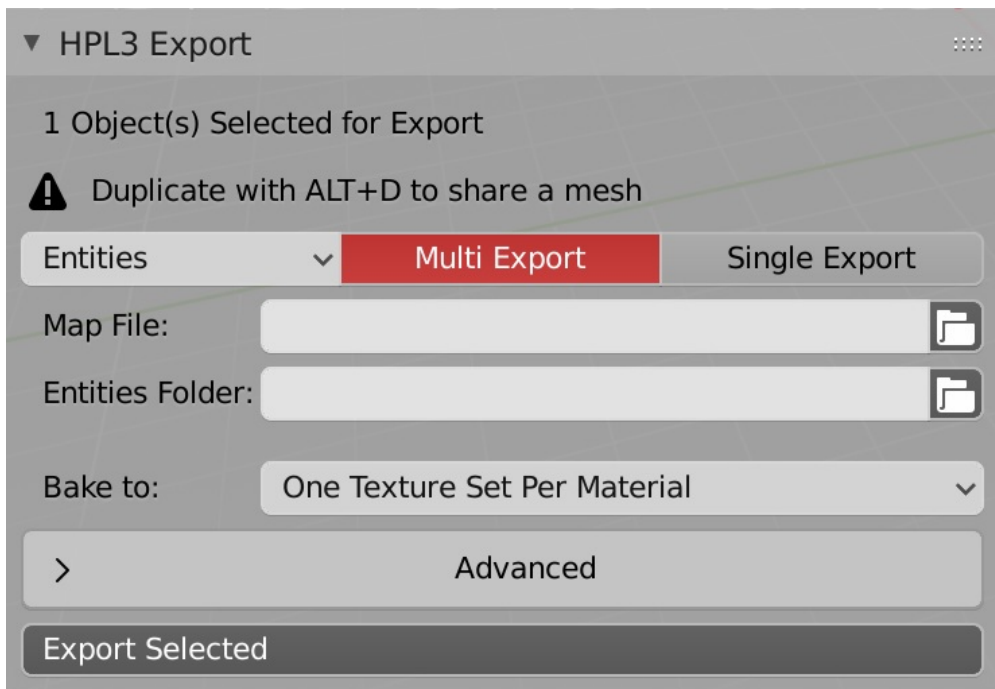 HPL3 Export
1 Object(s) Selected for Export
Duplicate with ALT+D to share a mesh
Entities Multi Export Single Export
Map File:
Entities Folder:
Bake to: One Texture Set Per Material
Advanced
Export Selected